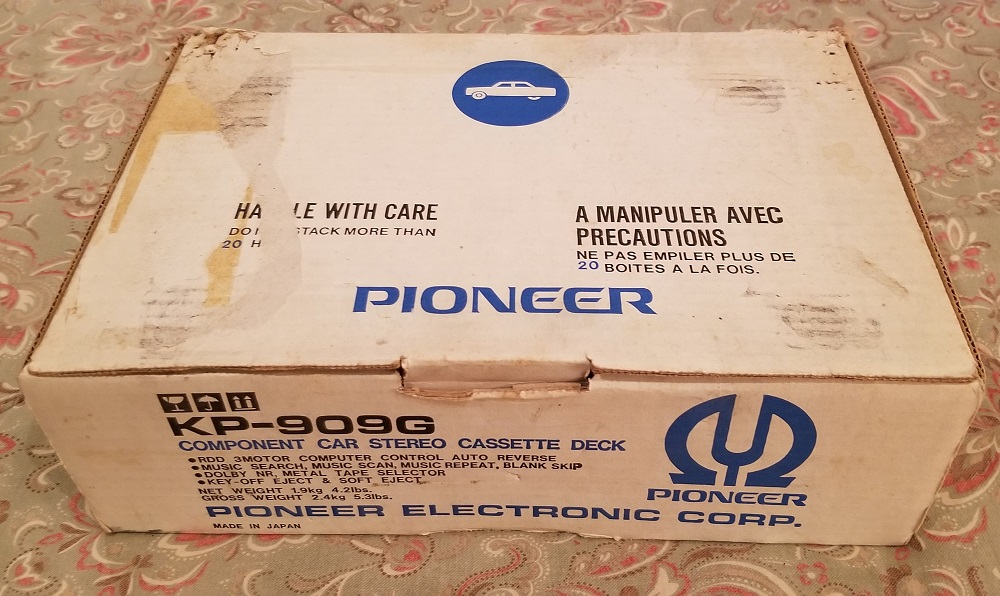 HA LE WITH CARE
DO STACK MORE THAN
20 H
A MANIPULER AVEC
PRECAUTIONS
NE PAS EMPILER PLUS DE
20 BOITES A LA FOIS.
PIONEER
KP-909G
COMPONENT CAR STEREO CASSETTE DECK
●RDD 3MOTOR COMPUTER CONTROL AUTO REVERSE
●MUSIC SEARCH, MUSIC SCAN, MUSIC REPEAT, BLANK SKIP
●DOLBY NR, METAL TAPE SELECTOR
●KEY-OFF EJECT & SOFT EJECT
NET WEIGHT 1.9kg 4.2lbs.
GROSS WEIGHT 2.4kg 5.3lbs.
PIONEER ELECTRONIC CORP.
MADE IN JAPAN
PIONEER